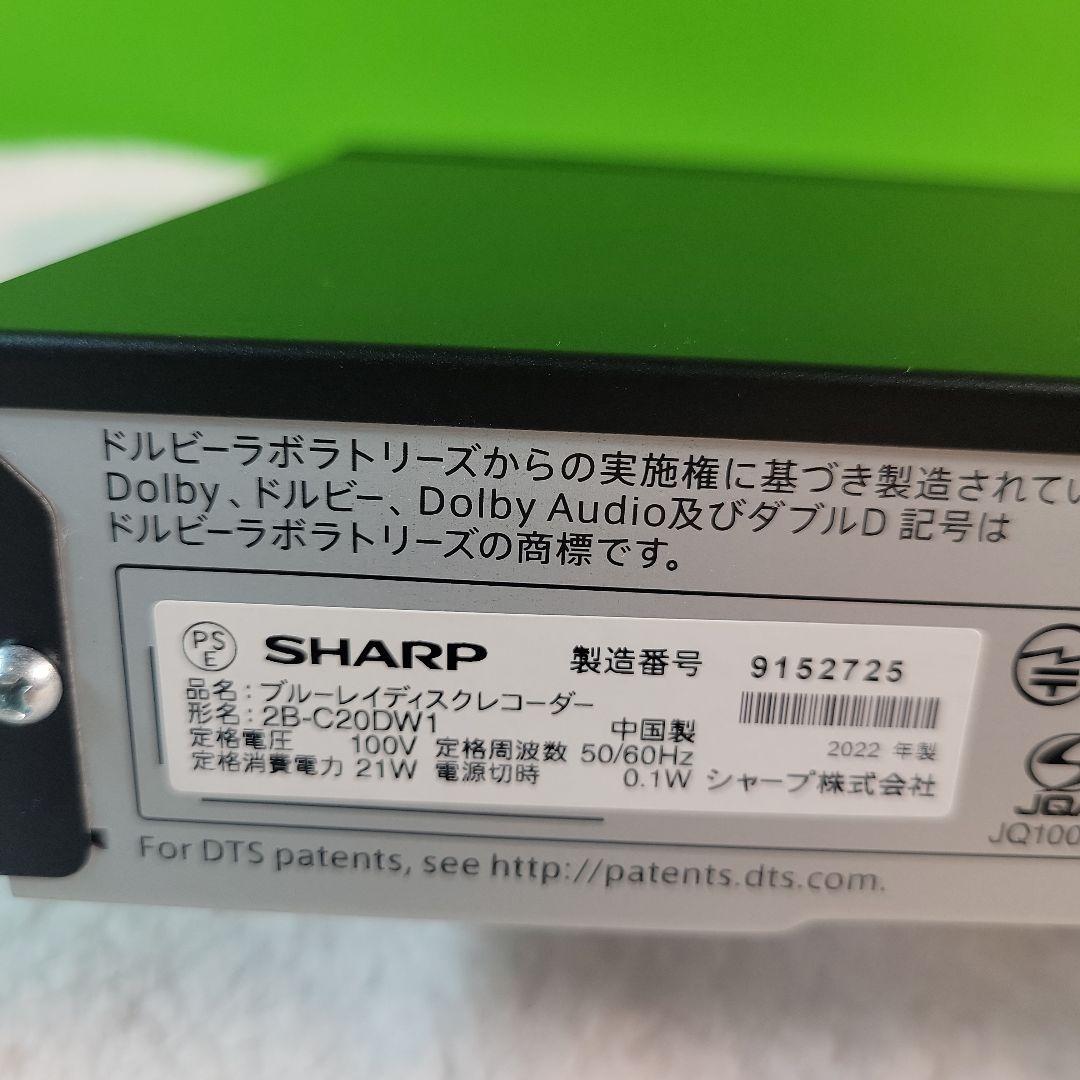 ドルビーラボラトリーズからの実施権に基づき製造されてい
Dolby、ドルビー、Dolby Audio及びダブルD 記号は
ドルビーラボラトリーズの商標です。
PS
E
SHARP 製造番号 9152725
品名：ブルーレイディスクレコーダー
形名：2B-C20DW1 中国製
定格電圧 100V 定格周波数 50/60Hz 2022 年製
定格消費電力 21W 電源切時 0.1W シャープ株式会社
JQA
JQ100
For DTS patents, see http://patents.dts.com.